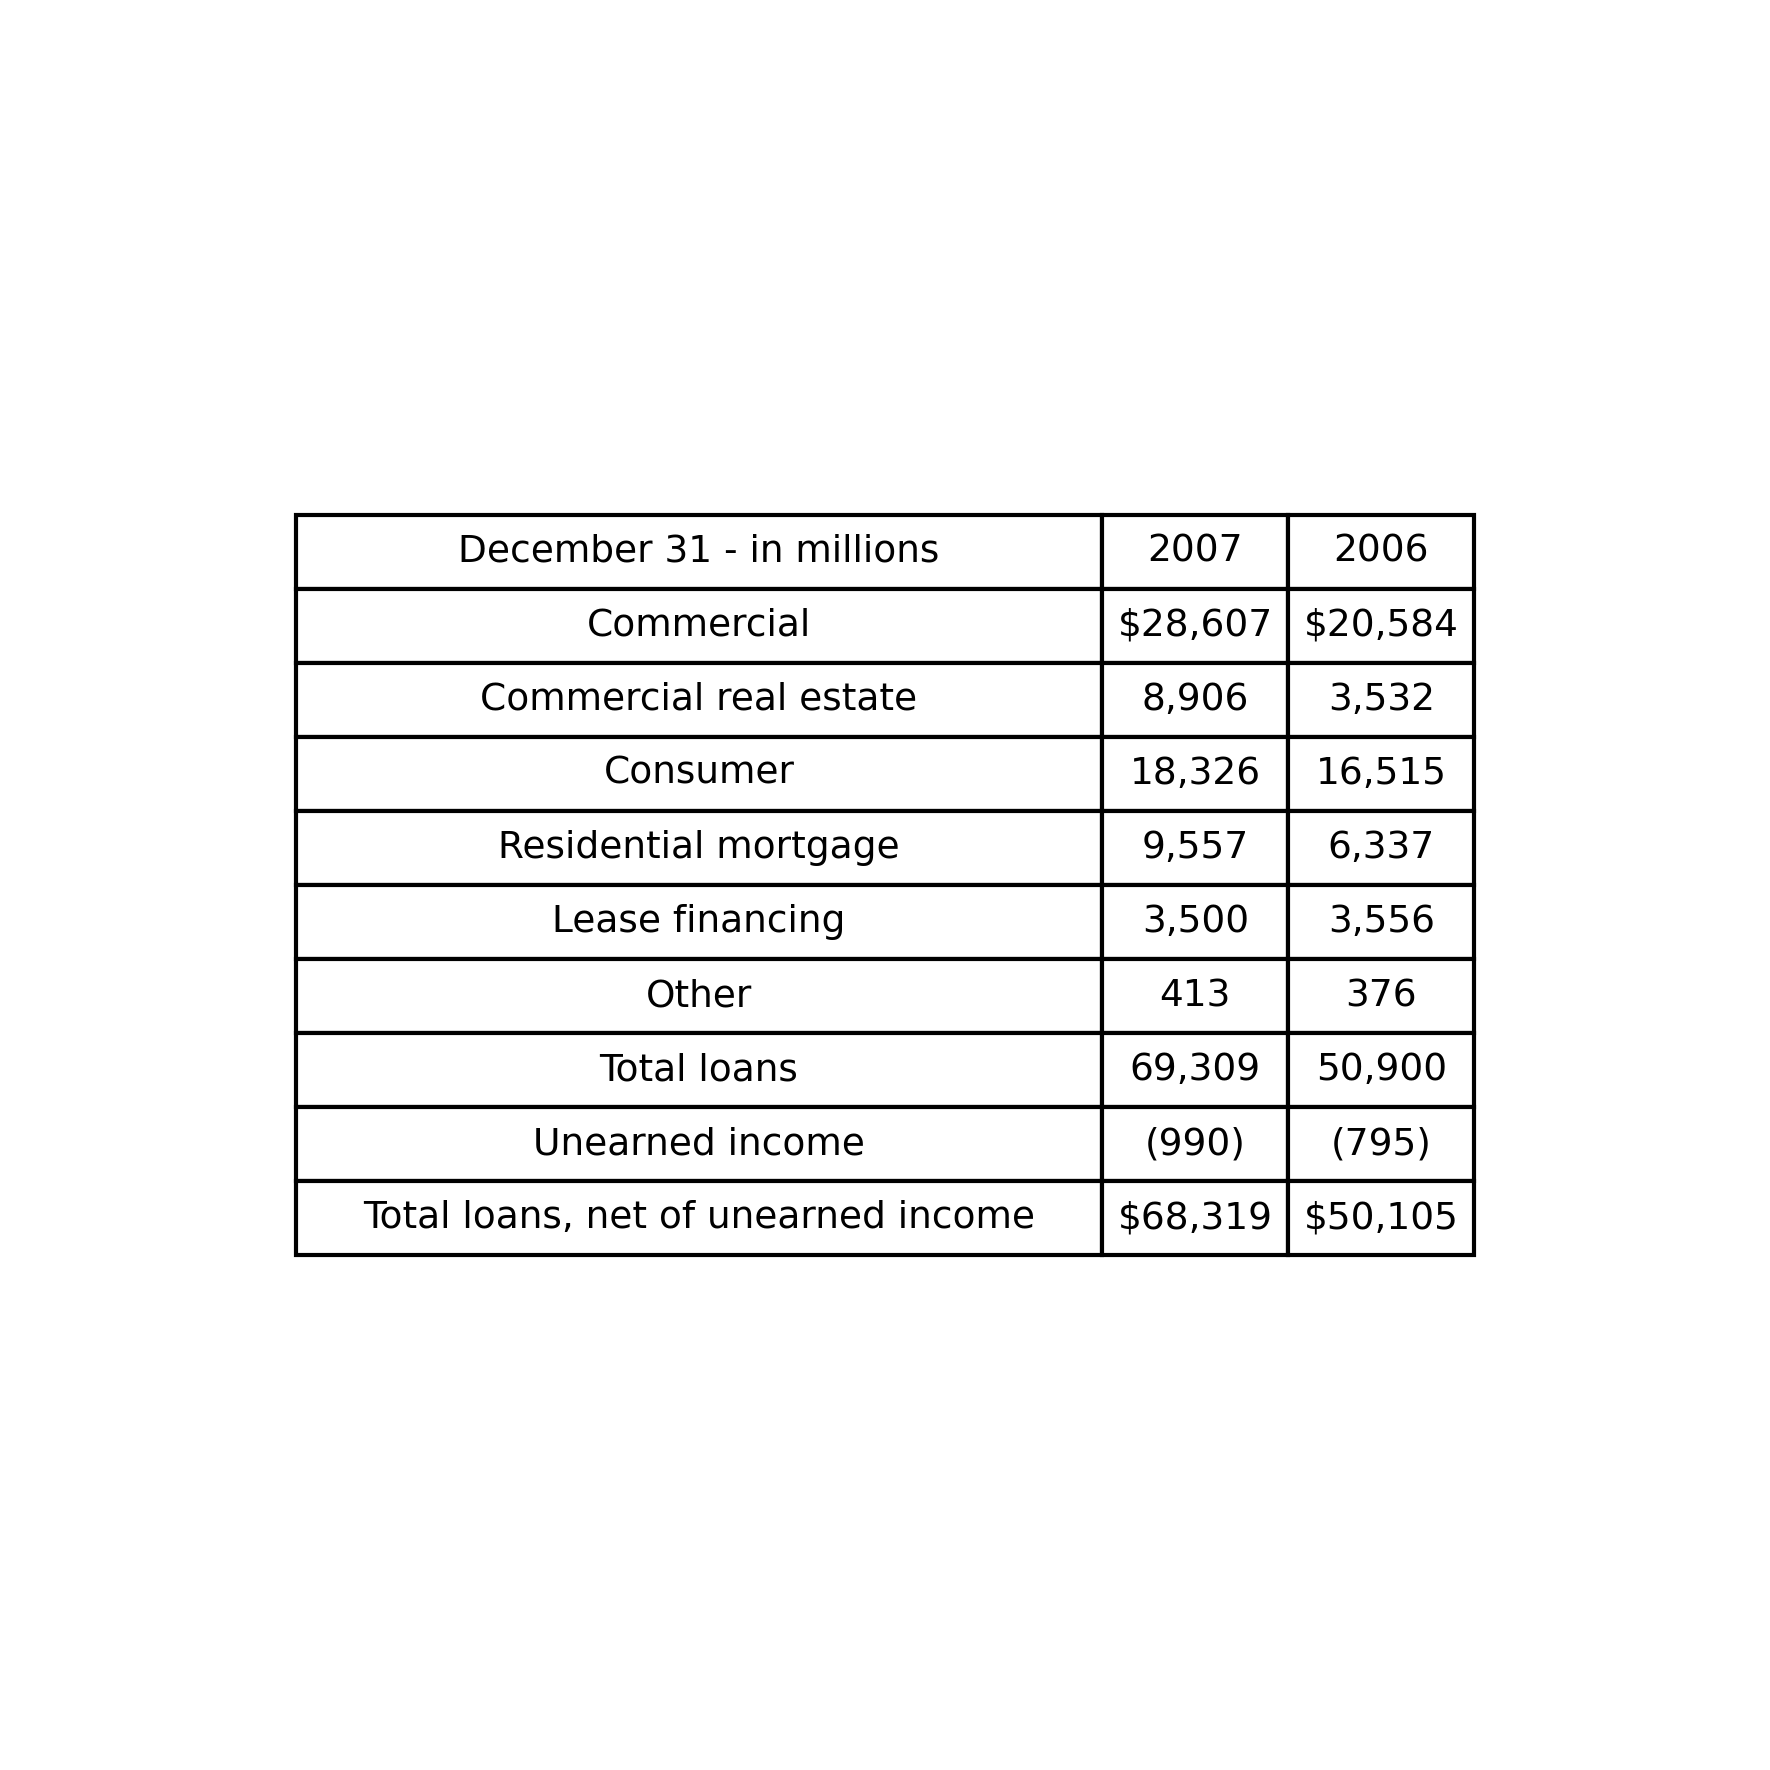 December 31 - in millions 2007 2006
Commercial $28,607 $20,584
Commercial real estate 8,906 3,532
Consumer 18,326 16,515
Residential mortgage 9,557 6,337
Lease financing 3,500 3,556
Other 413 376
Total loans 69,309 50,900
Unearned income (990) (795)
Total loans, net of unearned income $68,319 $50,105